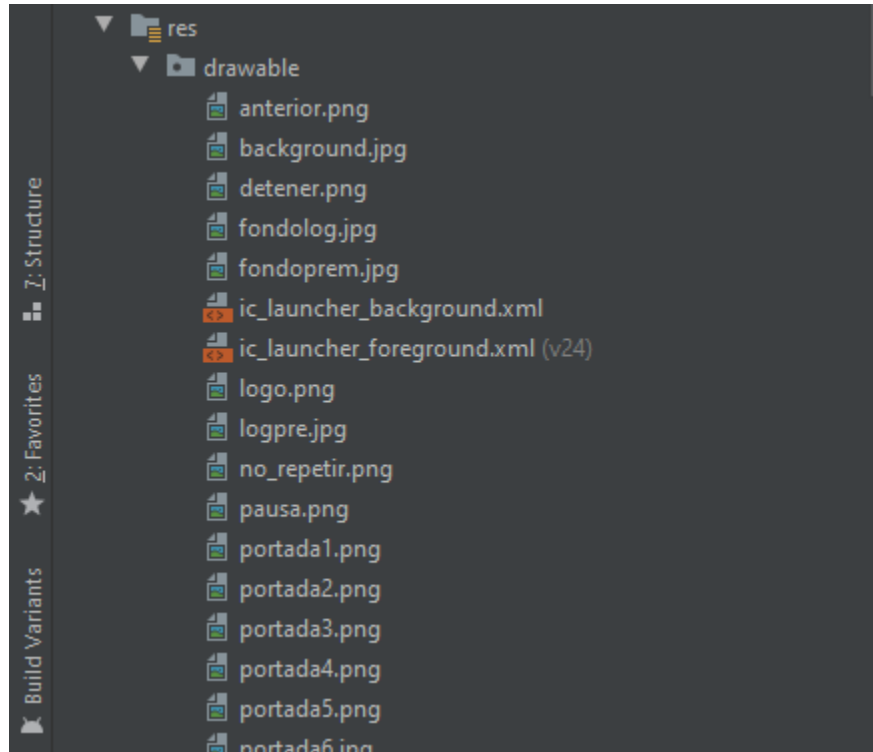 res
drawable
anterior.png
background.jpg
detener.png
fondolog.jpg
fondoprem.jpg
ic_launcher_background.xml
ic_launcher_foreground.xml (v24)
logo.png
logpre.jpg
no_repetir.png
pausa.png
portada1.png
portada2.png
portada3.png
portada4.png
portada5.png
7: Structure
2: Favorites
Build Variants